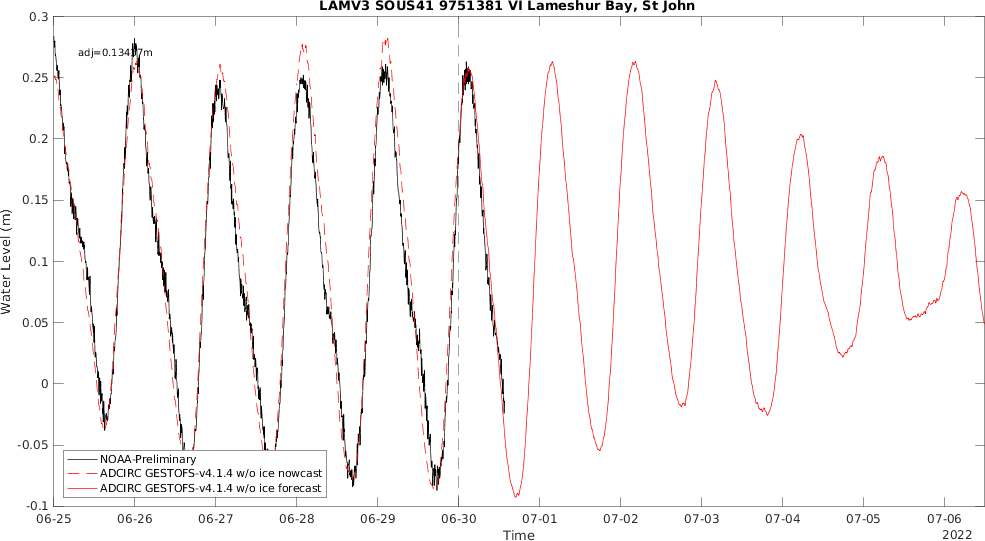 LAMV3 SOUS41 9751381 VI Lameshur Bay, St John
0.3
0.25
0.2
0.15
0.1
0.05
0
-0.05
-0.1
Water Level (m)
NOAA-Preliminary
ADCIRC GESTOFS-v4.1.4 w/o ice nowcast
ADCIRC GESTOFS-v4.1.4 w/o ice forecast
06-25 06-26 06-27 06-28 06-29 06-30 07-01 07-02 07-03 07-04 07-05 07-06
Time
2022